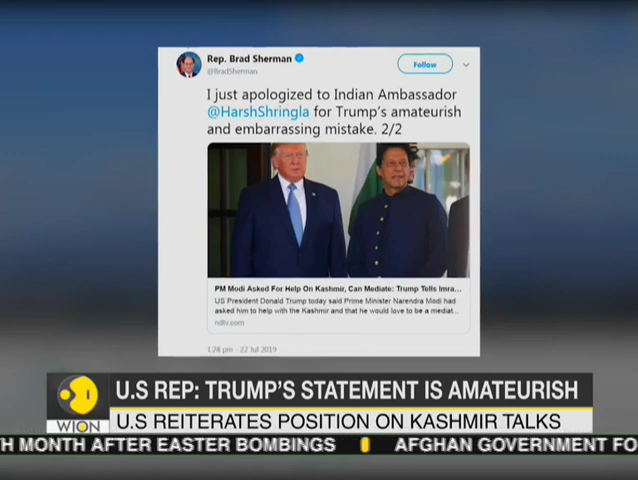 Rep. Brad Sherman
@BradSherman
Follow
I just apologized to Indian Ambassador
@HarshShringla for Trump's amateurish
and embarrassing mistake. 2/2
PM Modi Asked For Help On Kashmir, Can Mediate: Trump Tells Imra...
US President Donald Trump today said Prime Minister Narendra Modi had
asked him to help with the Kashmir and that he would love to be a mediat...
ndtv.com
1:28 pm - 22 Jul 2019
U.S REP: TRUMP'S STATEMENT IS AMATEURISH
WION
U.S REITERATES POSITION ON KASHMIR TALKS
TH MONTH AFTER EASTER BOMBINGS AFGHAN GOVERNMENT FO